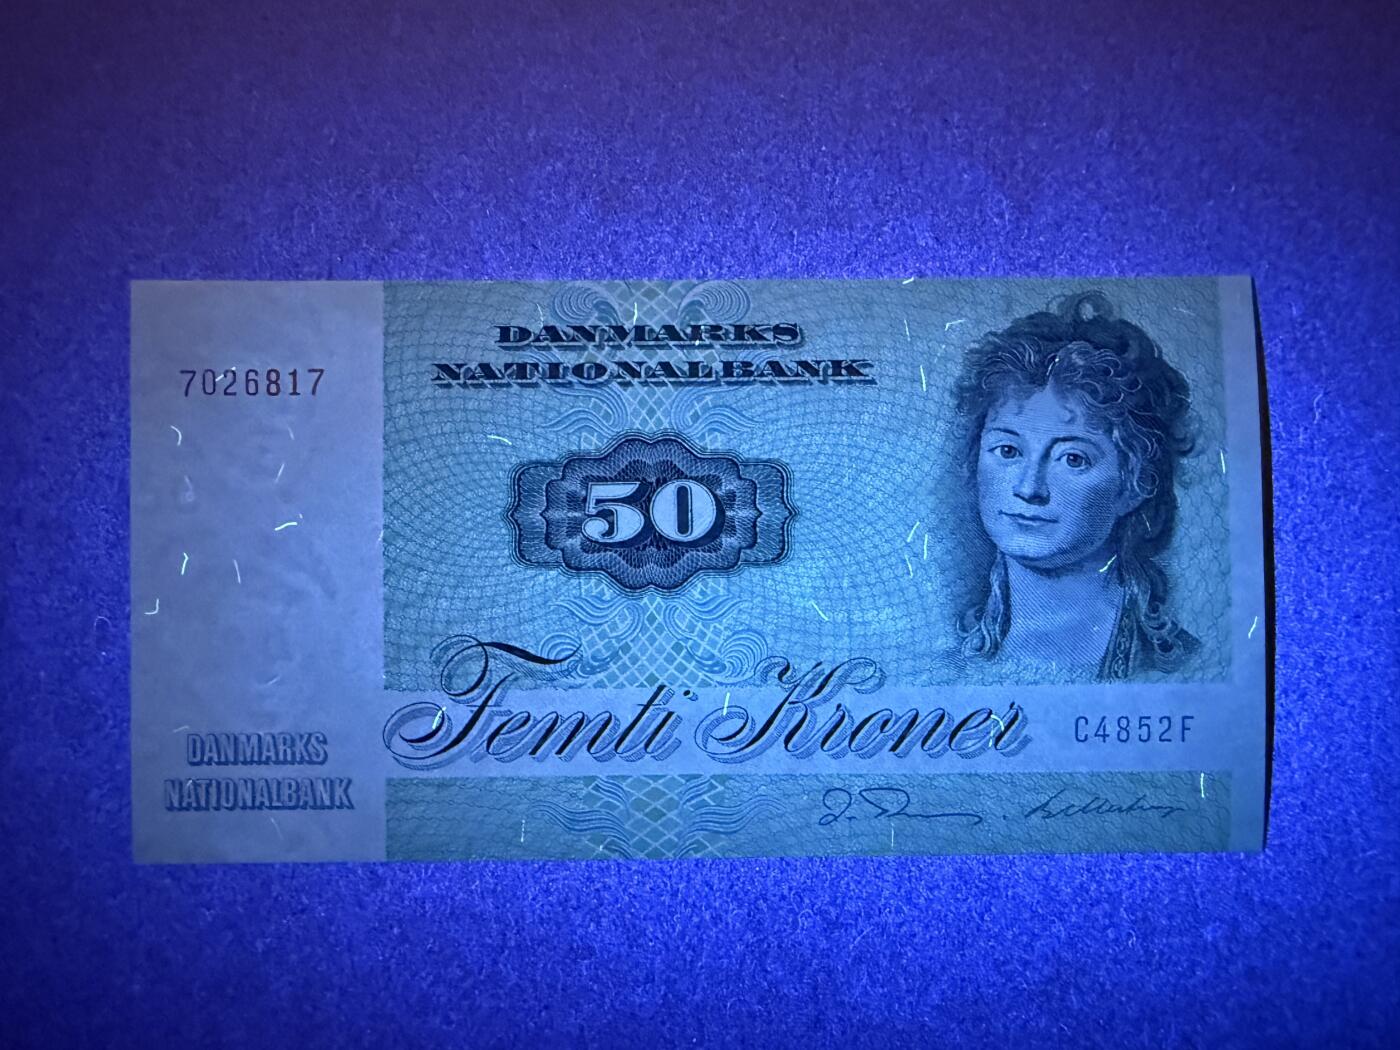 DANMARKS
NATIONALBANK
7026817
50
Femti Kroner
C4852F
DANMARKS
NATIONALBANK